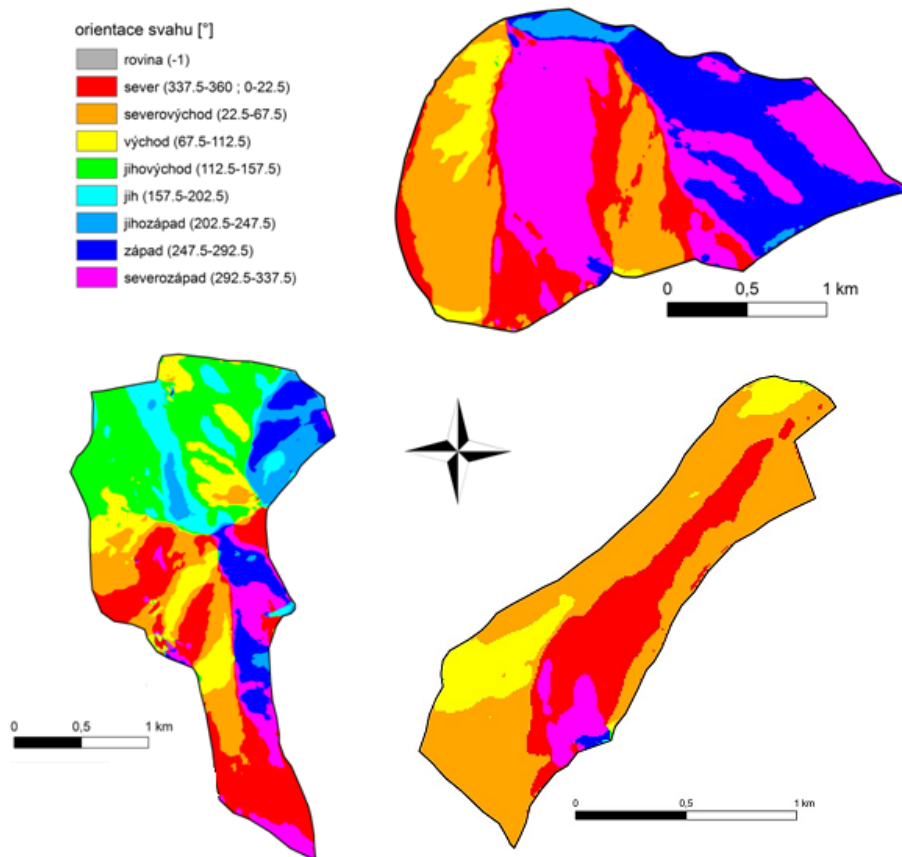 orientace svahu [°]
rovina (-1)
sever (337.5-360 ; 0-22.5)
severovýchod (22.5-67.5)
východ (67.5-112.5)
jihovýchod (112.5-157.5)
jih (157.5-202.5)
jihozápad (202.5-247.5)
západ (247.5-292.5)
severozápad (292.5-337.5)
0 0,5 1 km
0 0,5 1 km
0 0,5 1 km